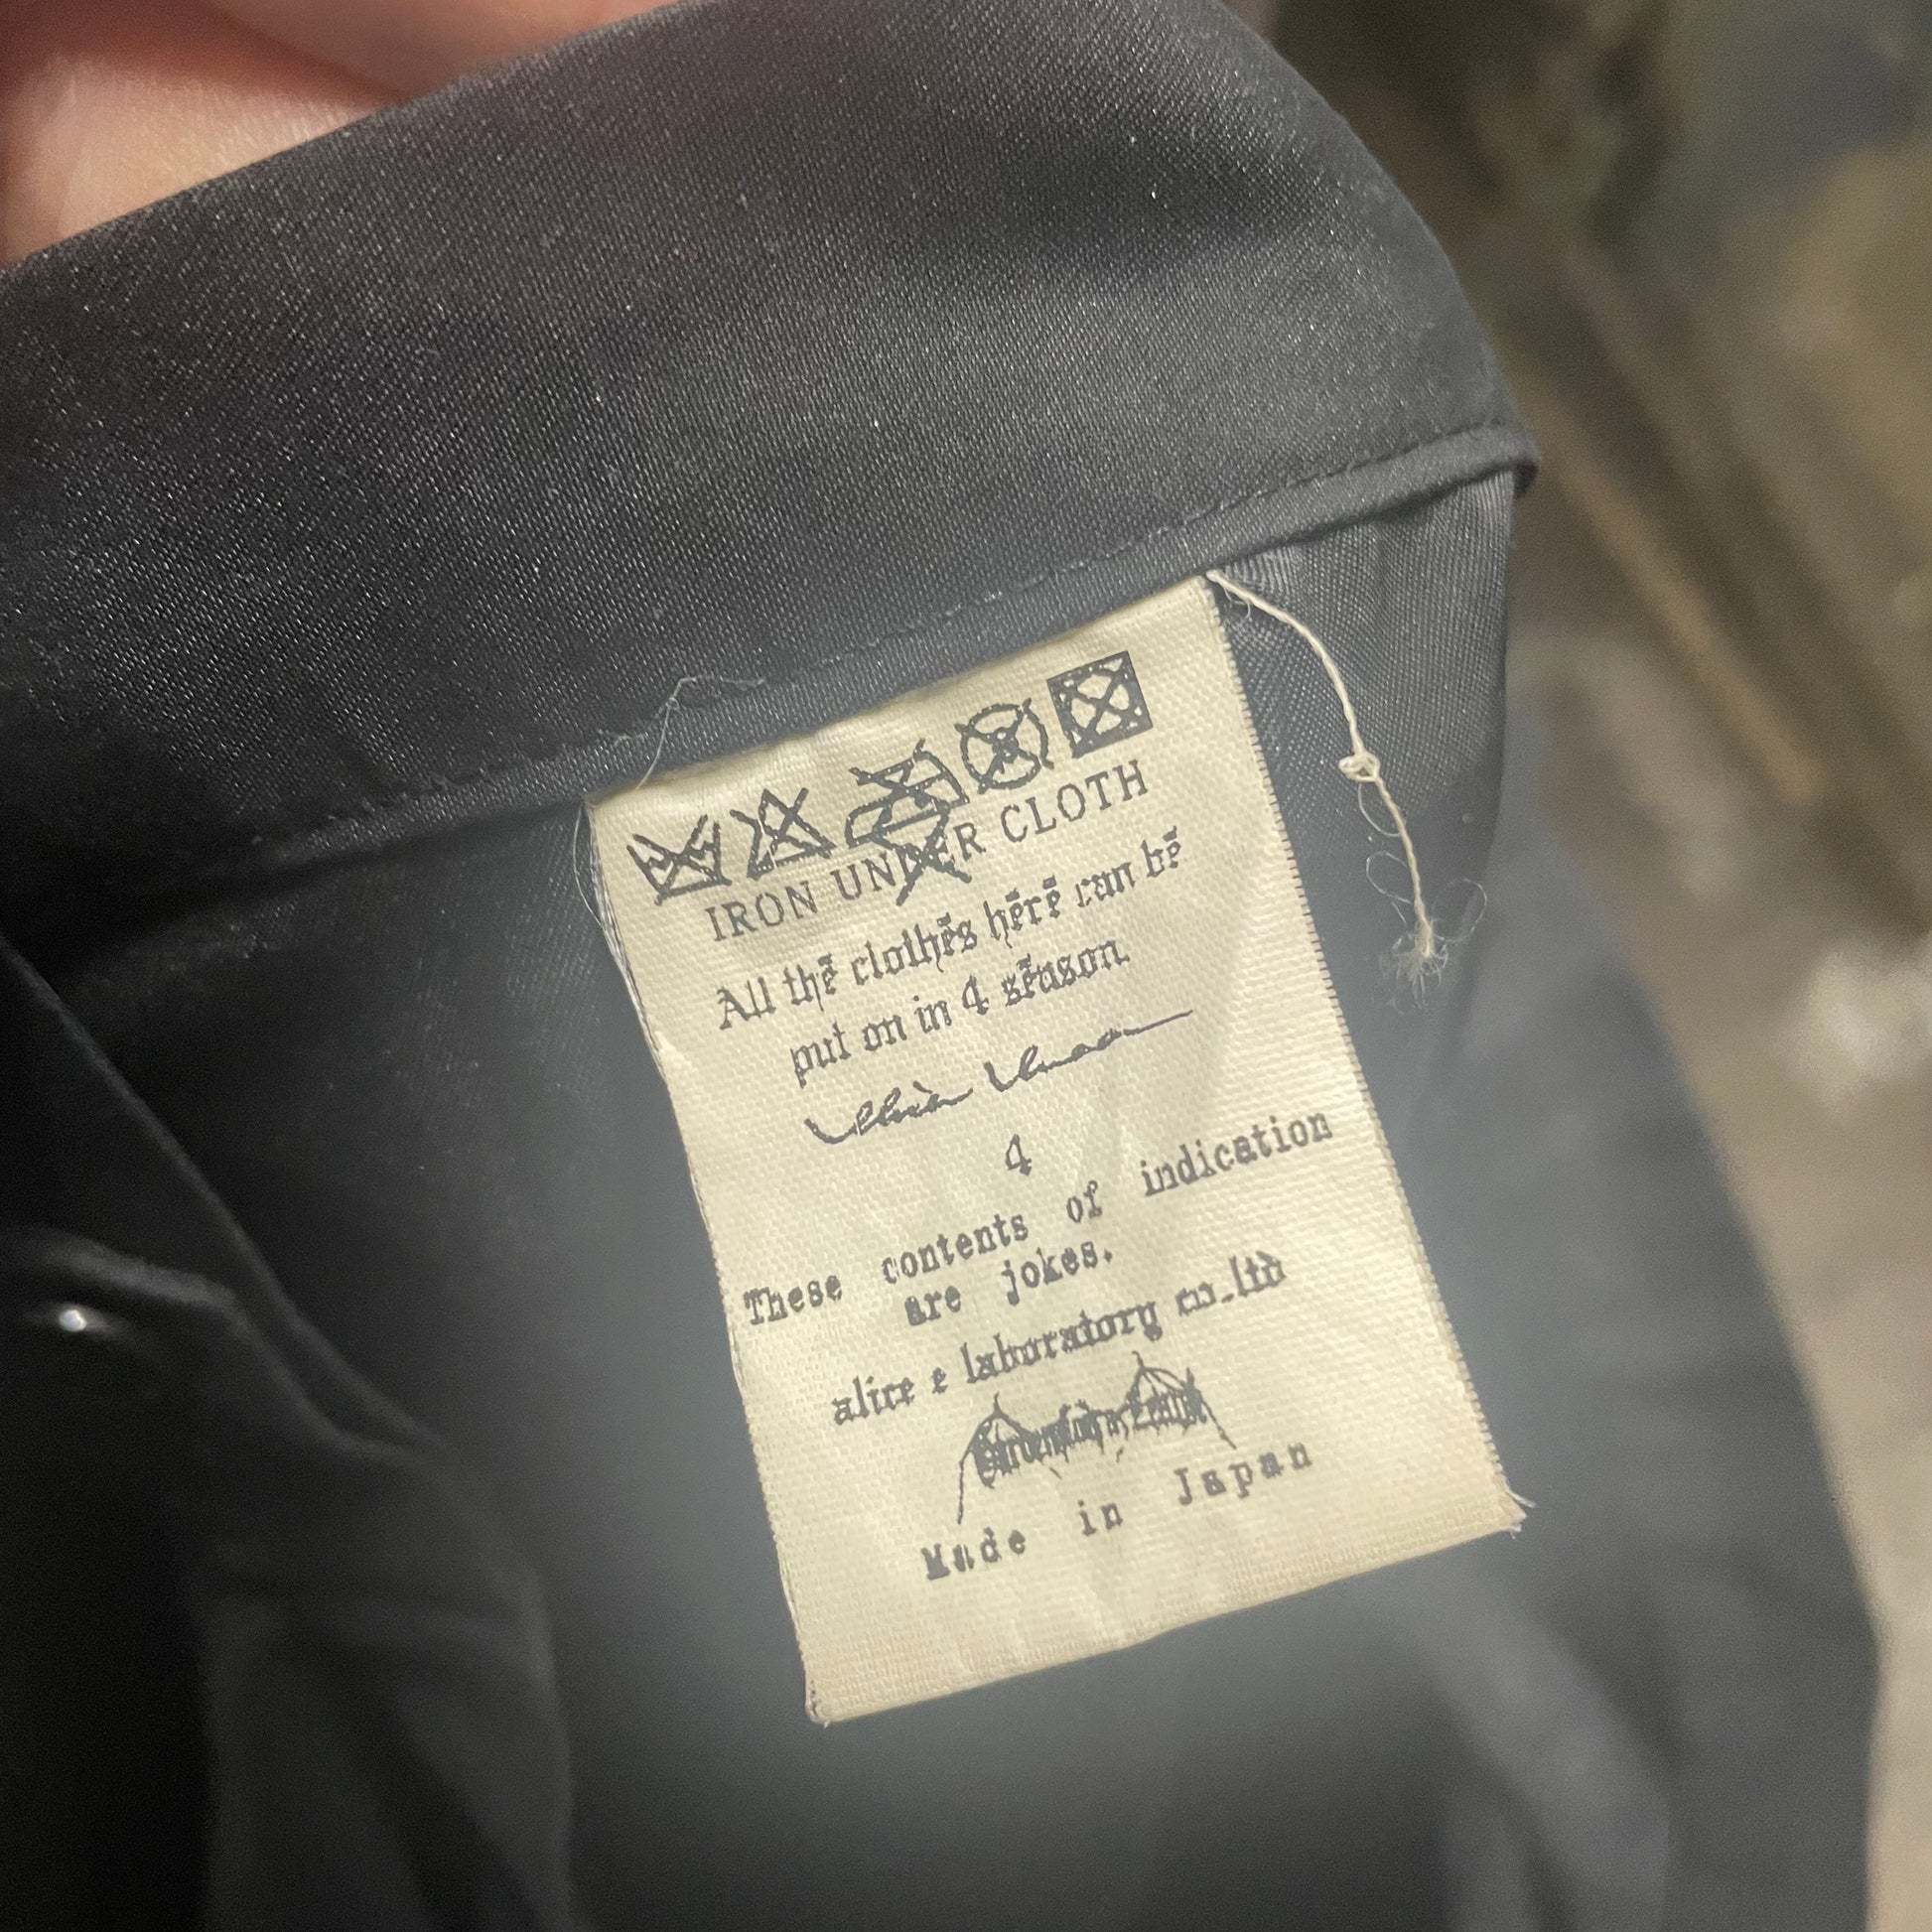 IRON UNDER CLOTH
All the clothes here can be
put on in 4 season.
4
These contents of indication
are jokes.
alice e laboratory co.ltd
Made in Japan